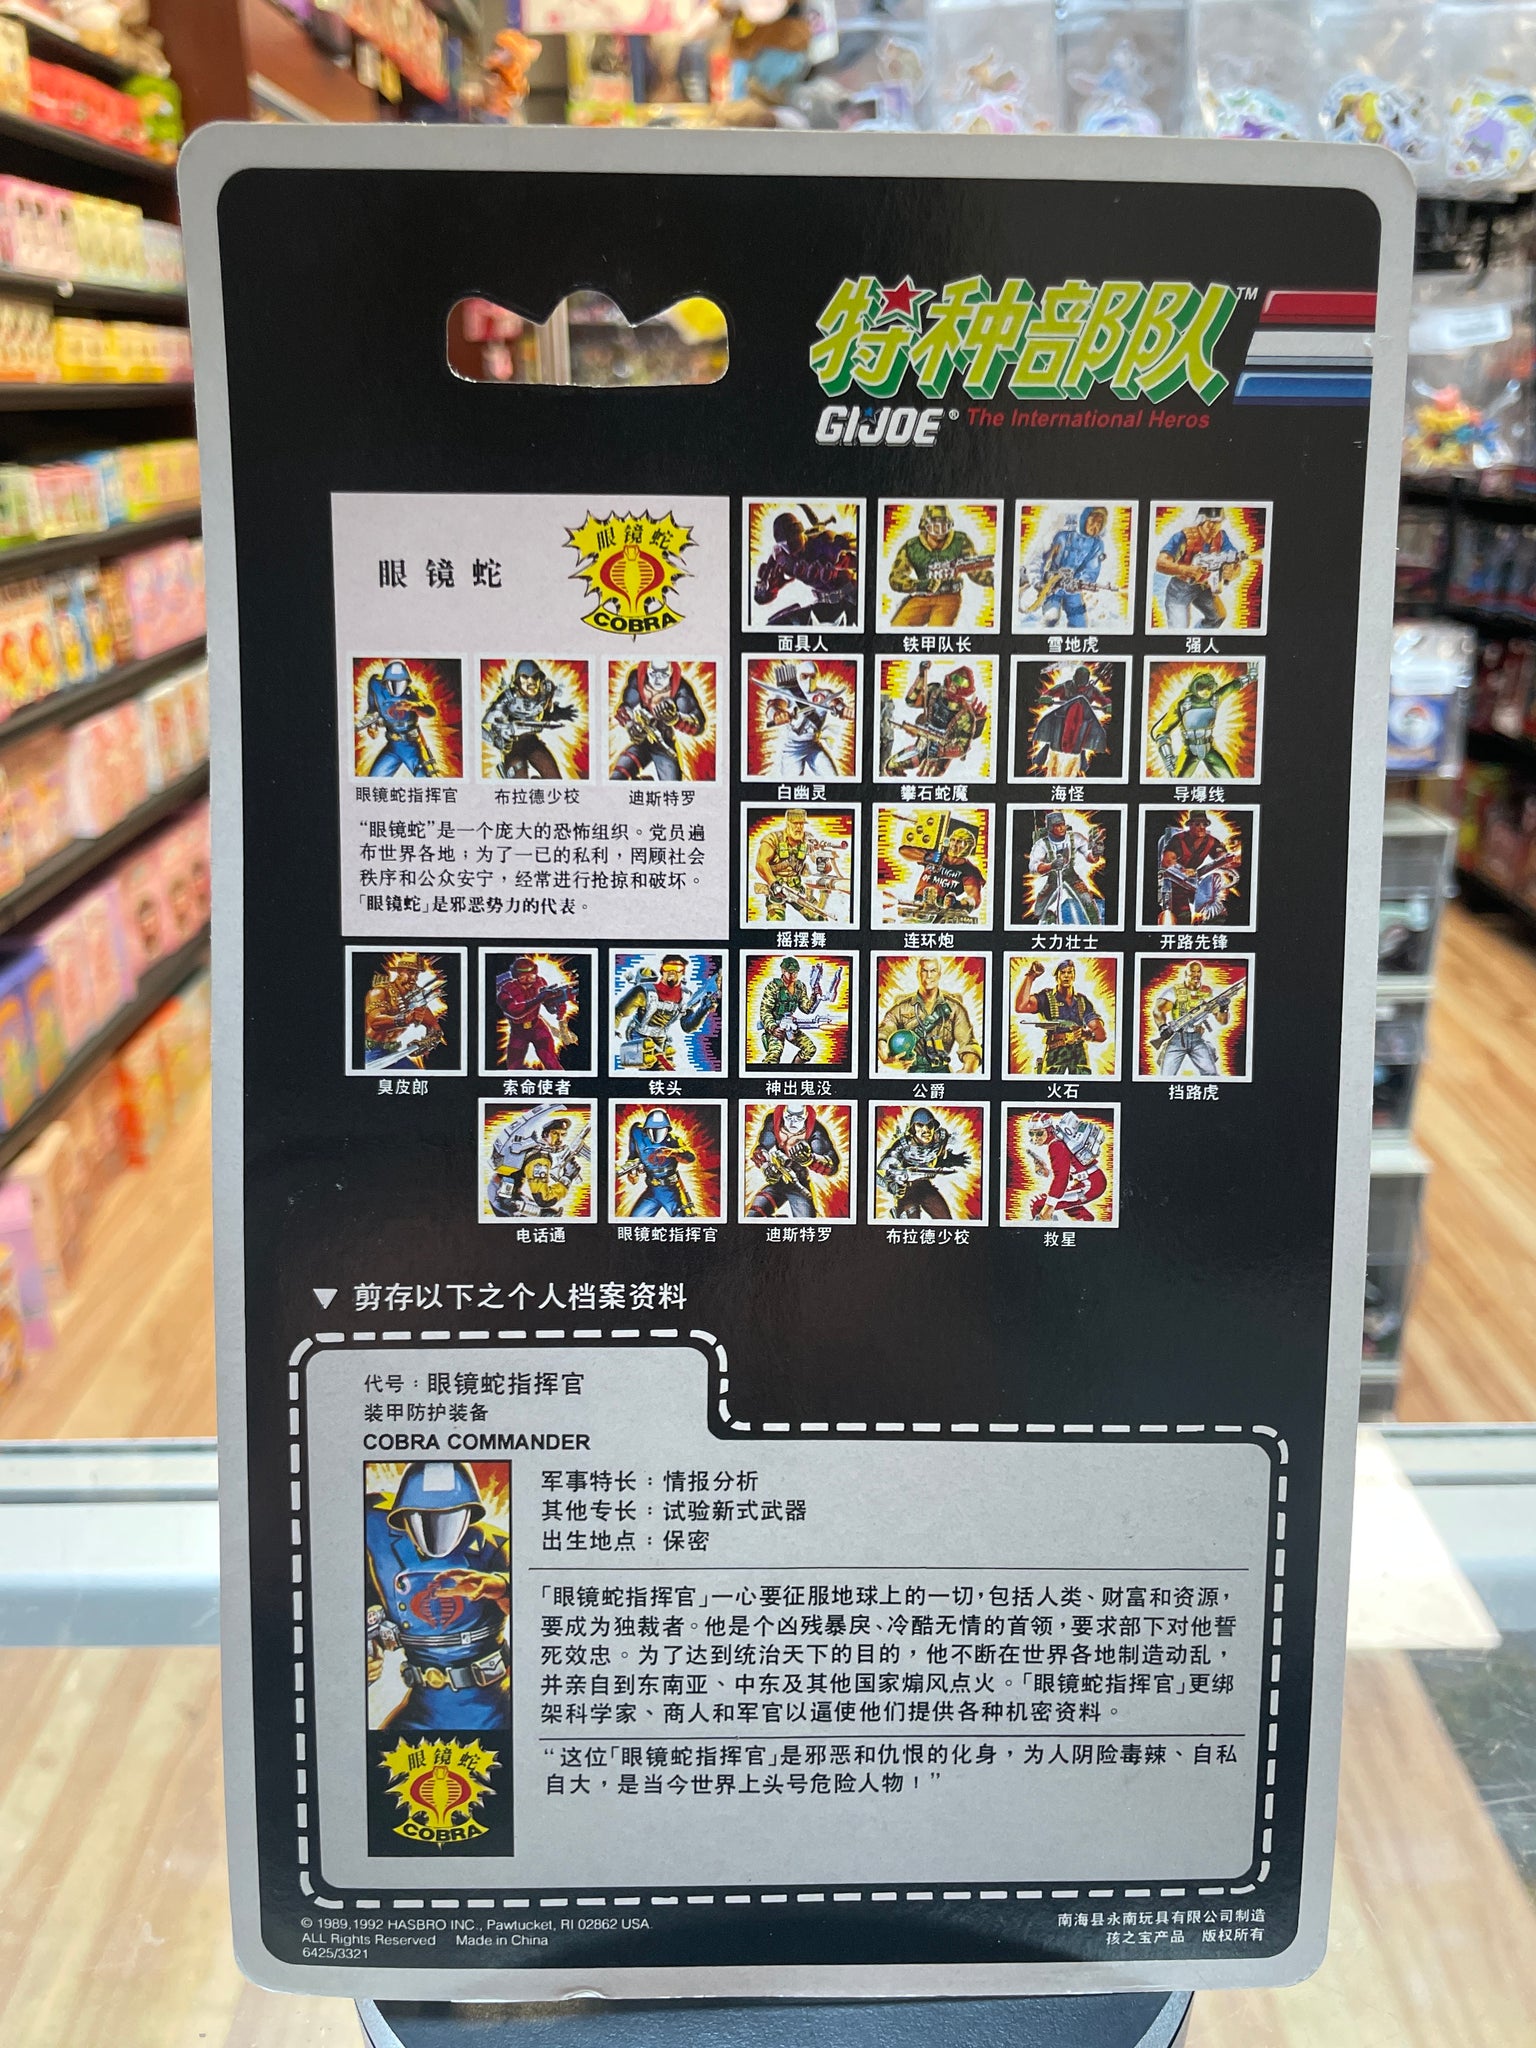 特种部队™
GI JOE® The International Heros
眼镜蛇
眼镜蛇
COBRA
眼镜蛇指挥官 布拉德少校 迪斯特罗
“眼镜蛇”是一个庞大的恐怖组织。党员遍
布世界各地；为了一已的私利，罔顾社会
秩序和公众安宁，经常进行抢掠和破坏。
「眼镜蛇」是邪恶势力的代表。
面具人 铁甲队长 雪地虎 强人
白幽灵 攀石蛇魔 海怪 导爆线
摇摆舞 连环炮 大力壮士 开路先锋
臭皮郎 索命使者 铁头 神出鬼没 公爵 火石 挡路虎
电话通 眼镜蛇指挥官 迪斯特罗 布拉德少校 救星
▼ 剪存以下之个人档案资料
代号：眼镜蛇指挥官
装甲防护装备
COBRA COMMANDER
军事特长：情报分析
其他专长：试验新式武器
出生地点：保密
「眼镜蛇指挥官」一心要征服地球上的一切，包括人类、财富和资源，
要成为独裁者。他是个凶残暴戾、冷酷无情的首领，要求部下对他誓
死效忠。为了达到统治天下的目的，他不断在世界各地制造动乱，
并亲自到东南亚、中东及其他国家煽风点火。「眼镜蛇指挥官」更绑
架科学家、商人和军官以逼使他们提供各种机密资料。
“这位「眼镜蛇指挥官」是邪恶和仇恨的化身，为人阴险毒辣、自私
自大，是当今世界上头号危险人物！”
眼镜蛇
COBRA
© 1989,1992 HASBRO INC., Pawtucket, RI 02862 USA.
ALL Rights Reserved Made in China
6425/3321
南海县永南玩具有限公司制造
孩之宝产品 版权所有